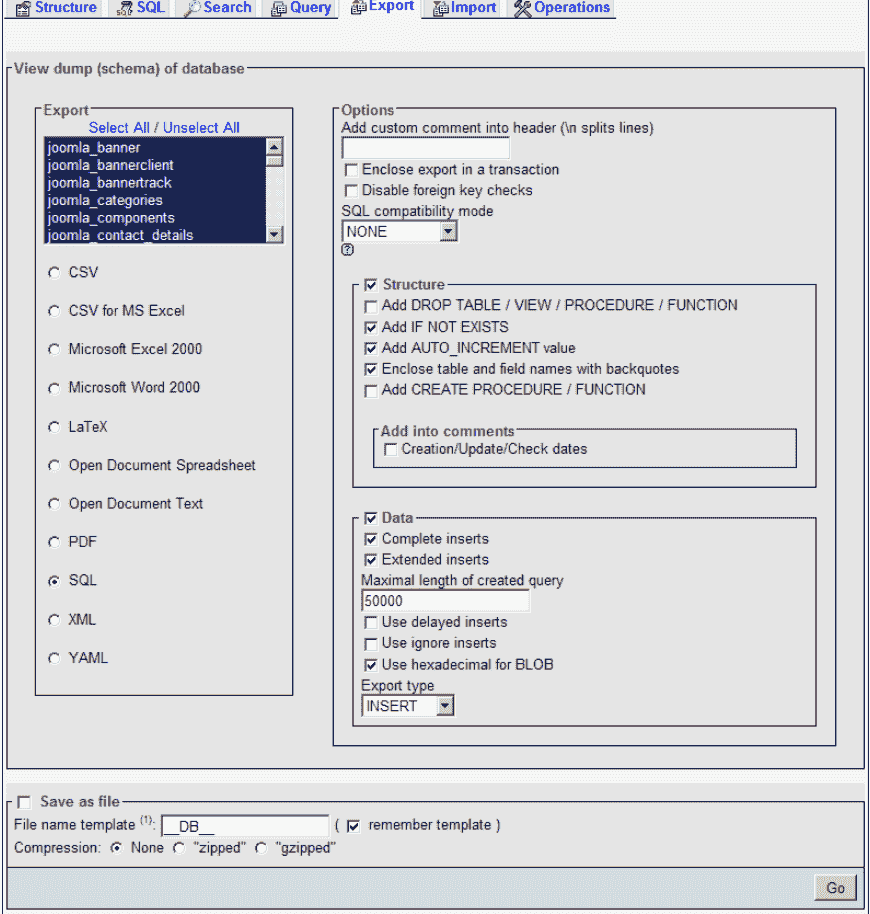 Structure SQL Search Query Export Import Operations
View dump (schema) of database
Export
Select All / Unselect All
joomla_banner
joomla_bannerclient
joomla_bannertrack
joomla_categories
joomla_components
joomla_contact_details
CSV
CSV for MS Excel
Microsoft Excel 2000
Microsoft Word 2000
LaTeX
Open Document Spreadsheet
Open Document Text
PDF
SQL
XML
YAML
Options
Add custom comment into header (\n splits lines)
Enclose export in a transaction
Disable foreign key checks
SQL compatibility mode
NONE
?
Structure
Add DROP TABLE / VIEW / PROCEDURE / FUNCTION
Add IF NOT EXISTS
Add AUTO_INCREMENT value
Enclose table and field names with backquotes
Add CREATE PROCEDURE / FUNCTION
Add into comments
Creation/Update/Check dates
Data
Complete inserts
Extended inserts
Maximal length of created query
50000
Use delayed inserts
Use ignore inserts
Use hexadecimal for BLOB
Export type
INSERT
Save as file
File name template (1): __DB__ ( remember template )
Compression: None "zipped" "gzipped"
Go